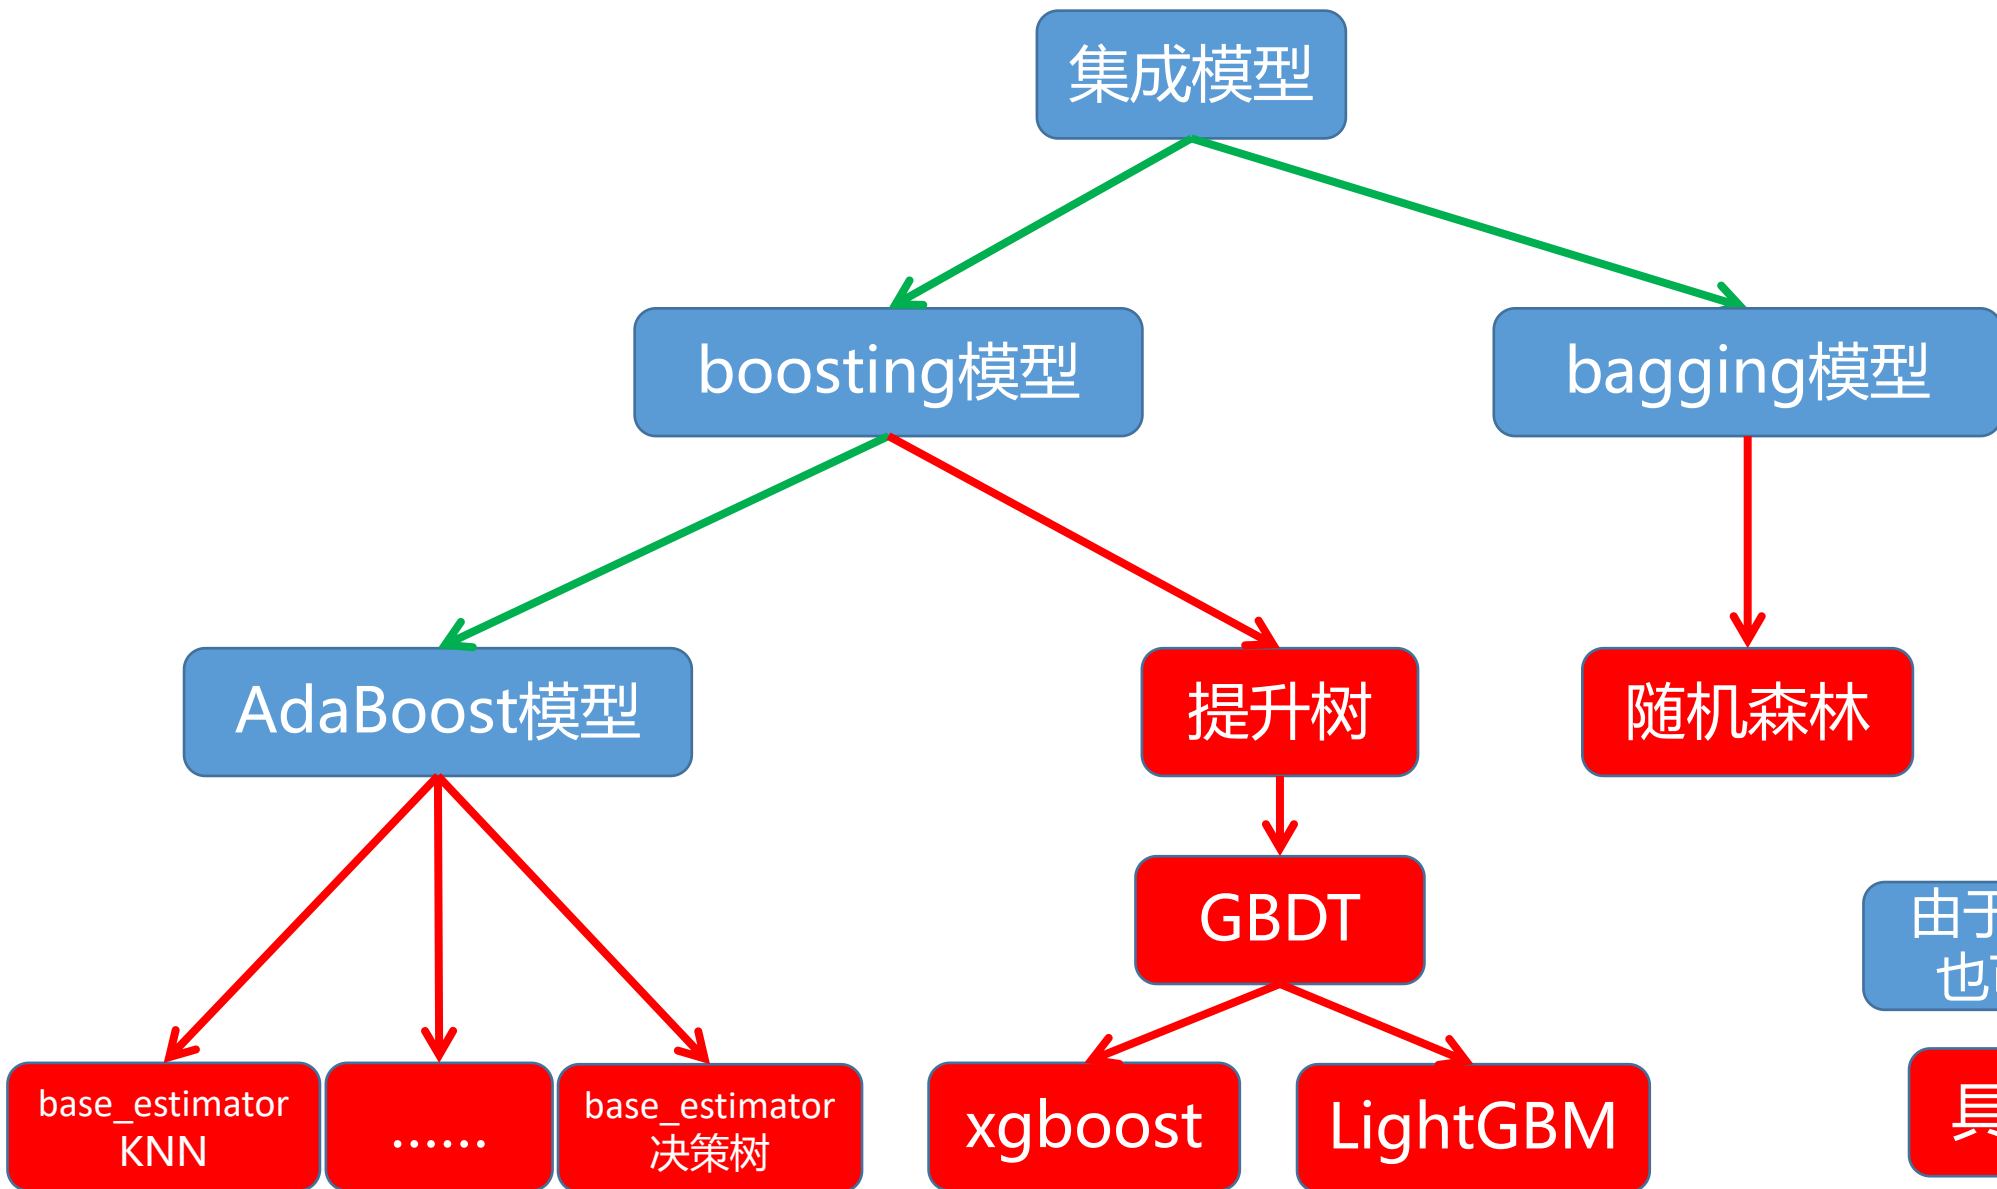 集成模型
boosting模型
bagging模型
AdaBoost模型
提升树
随机森林
GBDT
由于
也
base_estimator
KNN
......
base_estimator
决策树
xgboost
LightGBM
具